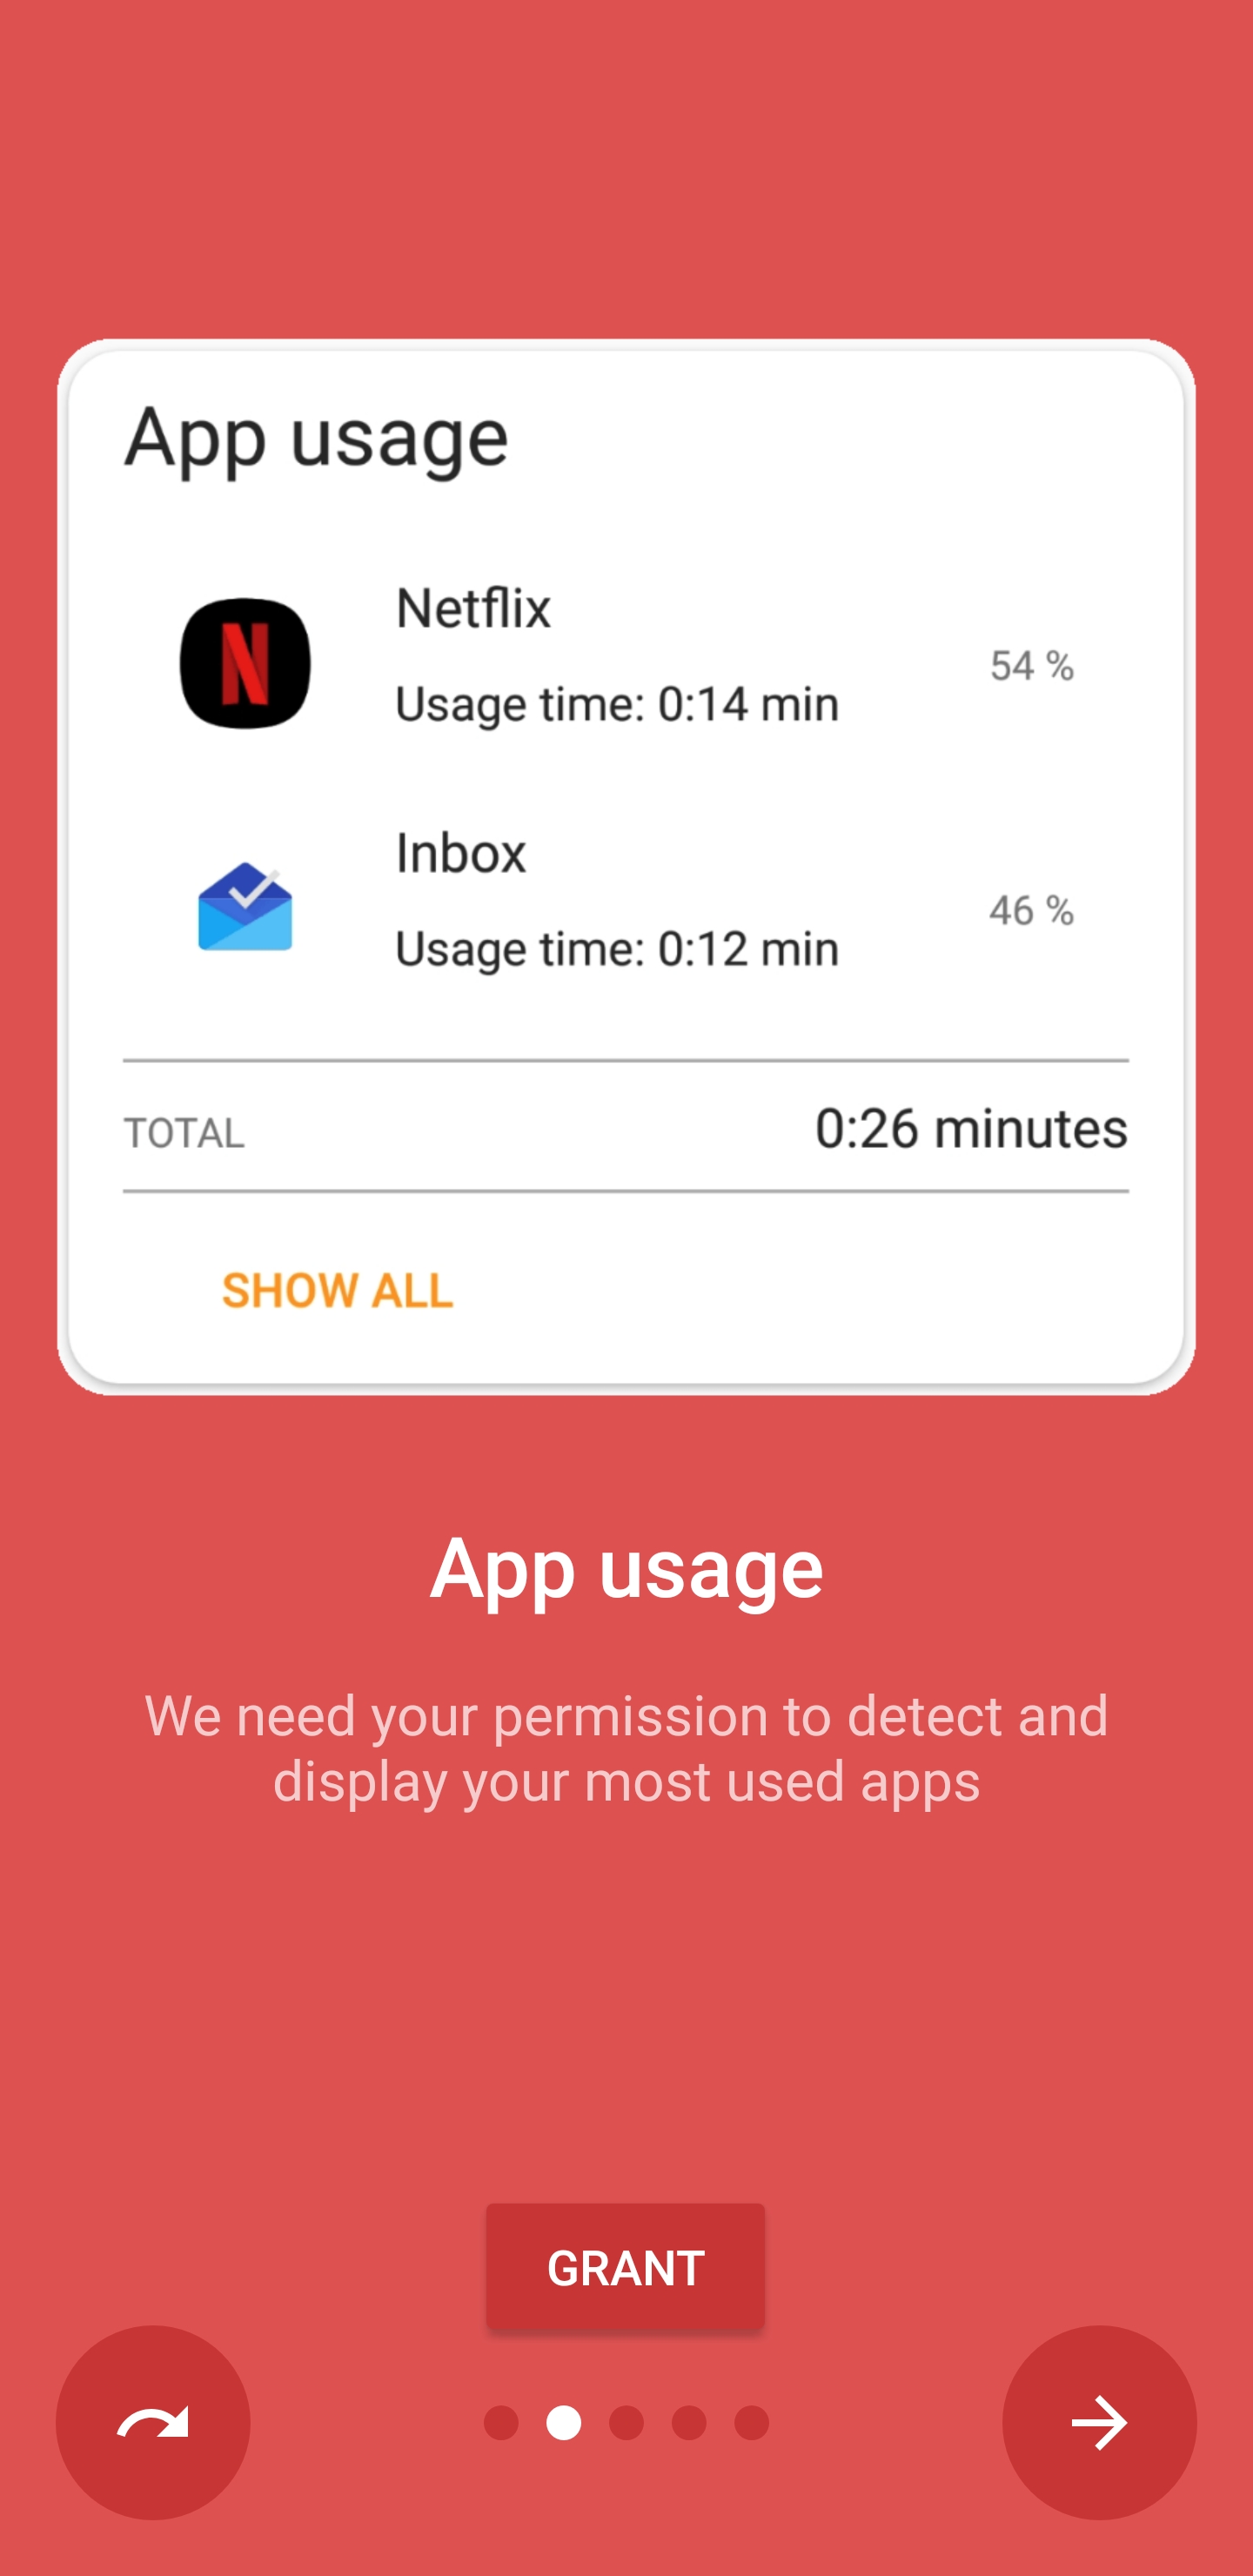 App usage
Netflix
54 %
Usage time: 0:14 min
Inbox
46 %
Usage time: 0:12 min
TOTAL
0:26 minutes
SHOW ALL
App usage
We need your permission to detect and
display your most used apps
GRANT